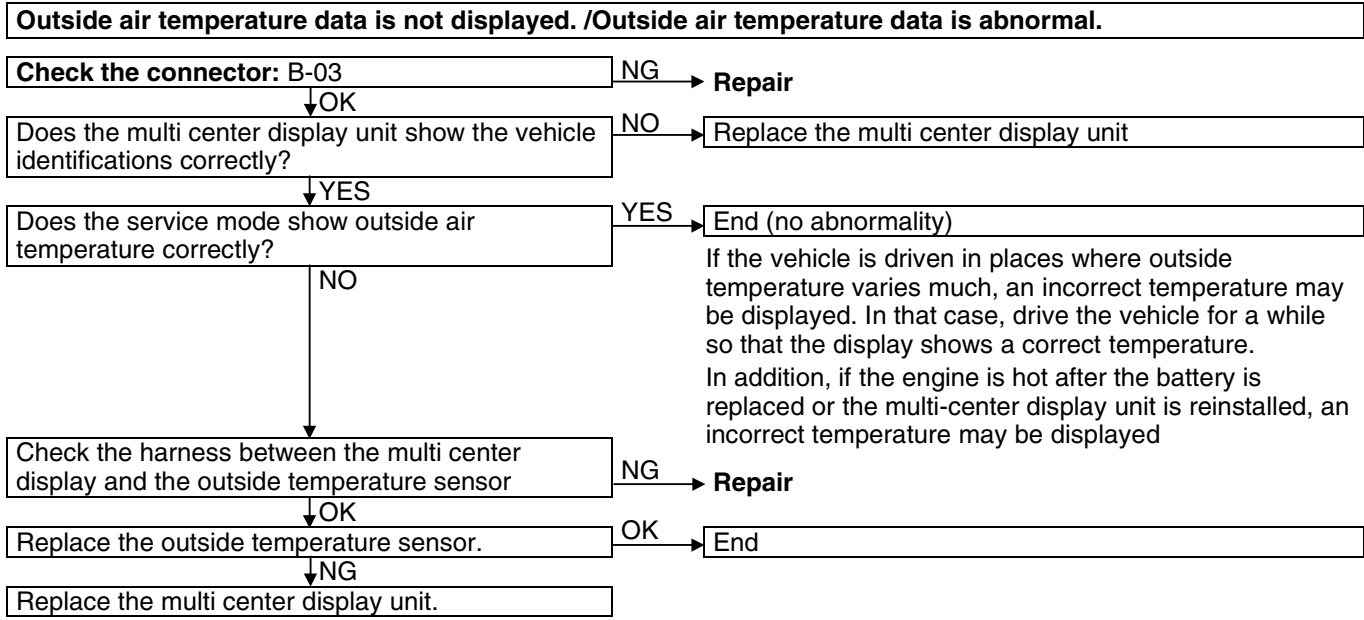 Outside air temperature data is not displayed. /Outside air temperature data is abnormal.
Check the connector: B-03
NG
Repair
OK
Does the multi center display unit show the vehicle
identifications correctly?
NO
Replace the multi center display unit
YES
Does the service mode show outside air
temperature correctly?
YES
End (no abnormality)
If the vehicle is driven in places where outside
temperature varies much, an incorrect temperature may
be displayed. In that case, drive the vehicle for a while
so that the display shows a correct temperature.
In addition, if the engine is hot after the battery is
replaced or the multi-center display unit is reinstalled, an
incorrect temperature may be displayed
NO
Check the harness between the multi center
display and the outside temperature sensor
NG
Repair
OK
Replace the outside temperature sensor.
OK
End
NG
Replace the multi center display unit.